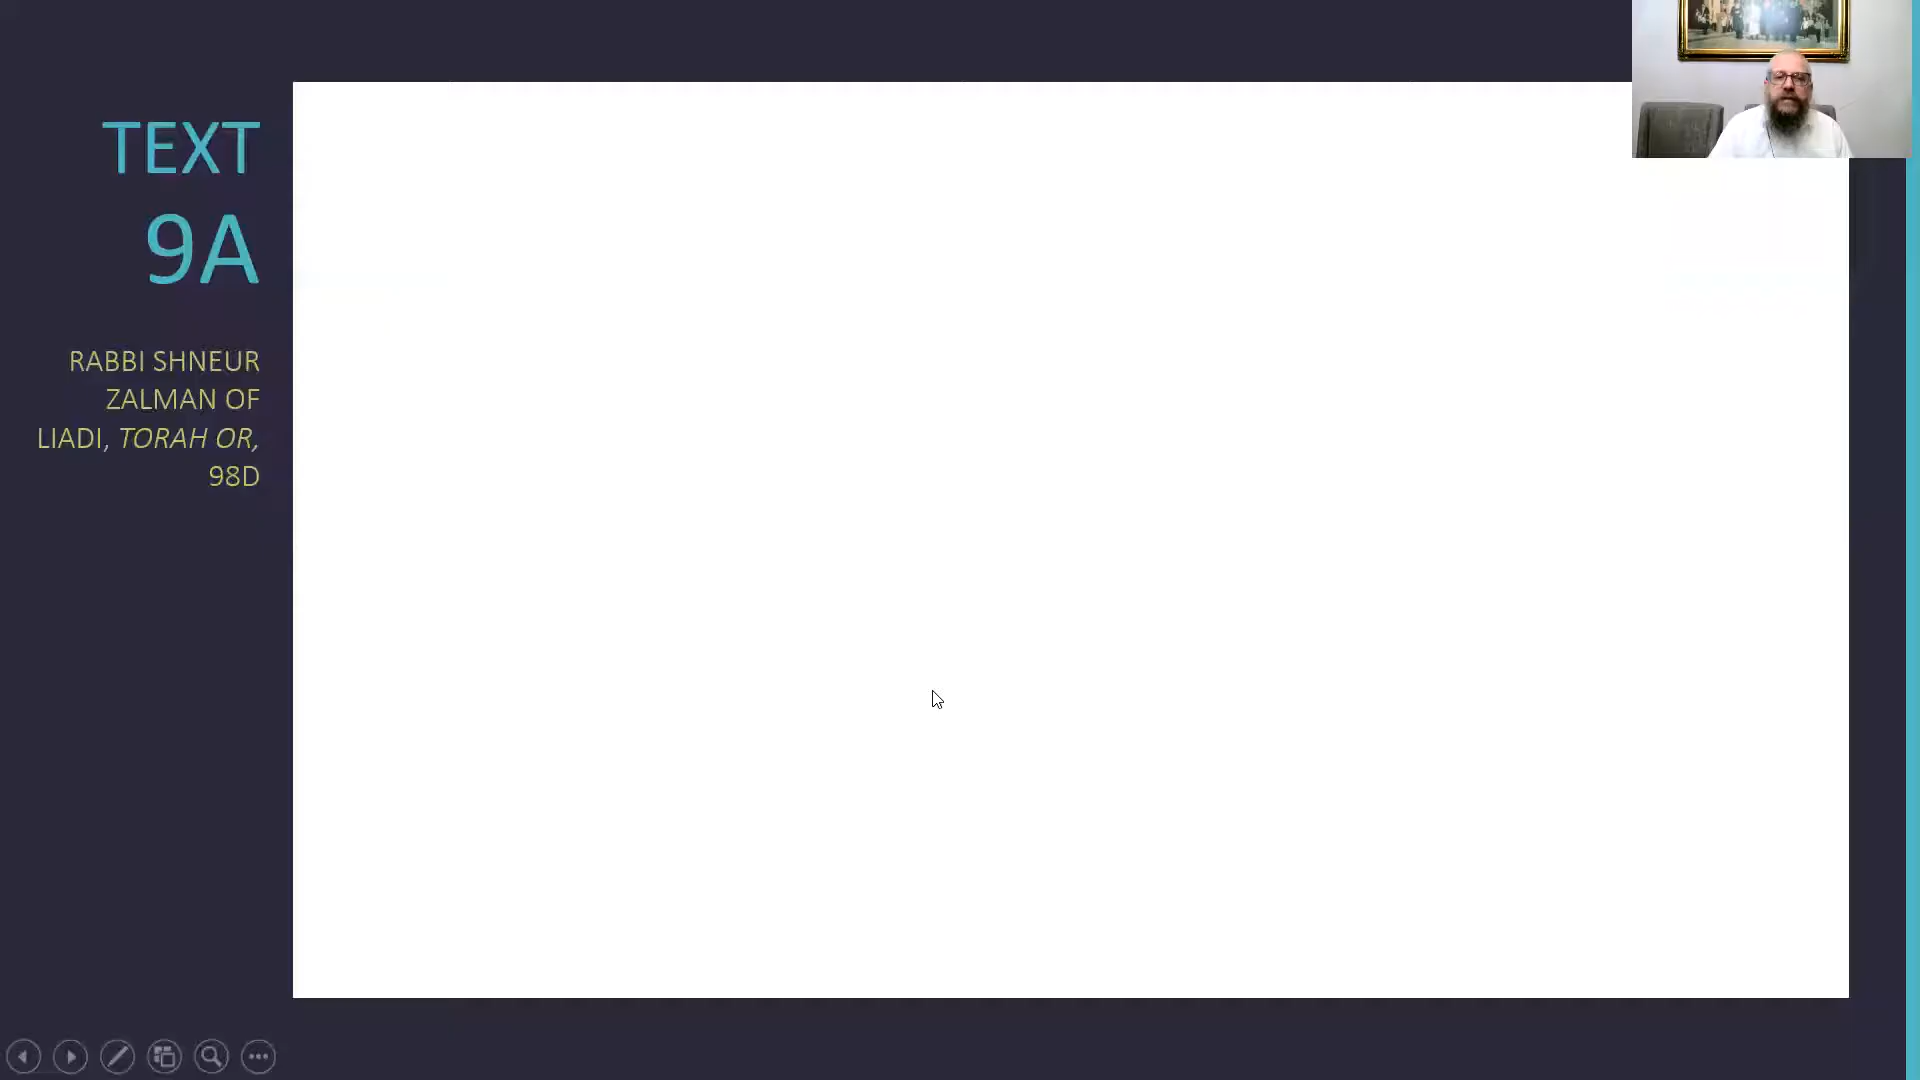 TEXT
9A
RABBI SHNEUR
ZALMAN OF
LIADI, TORAH OR,
98D